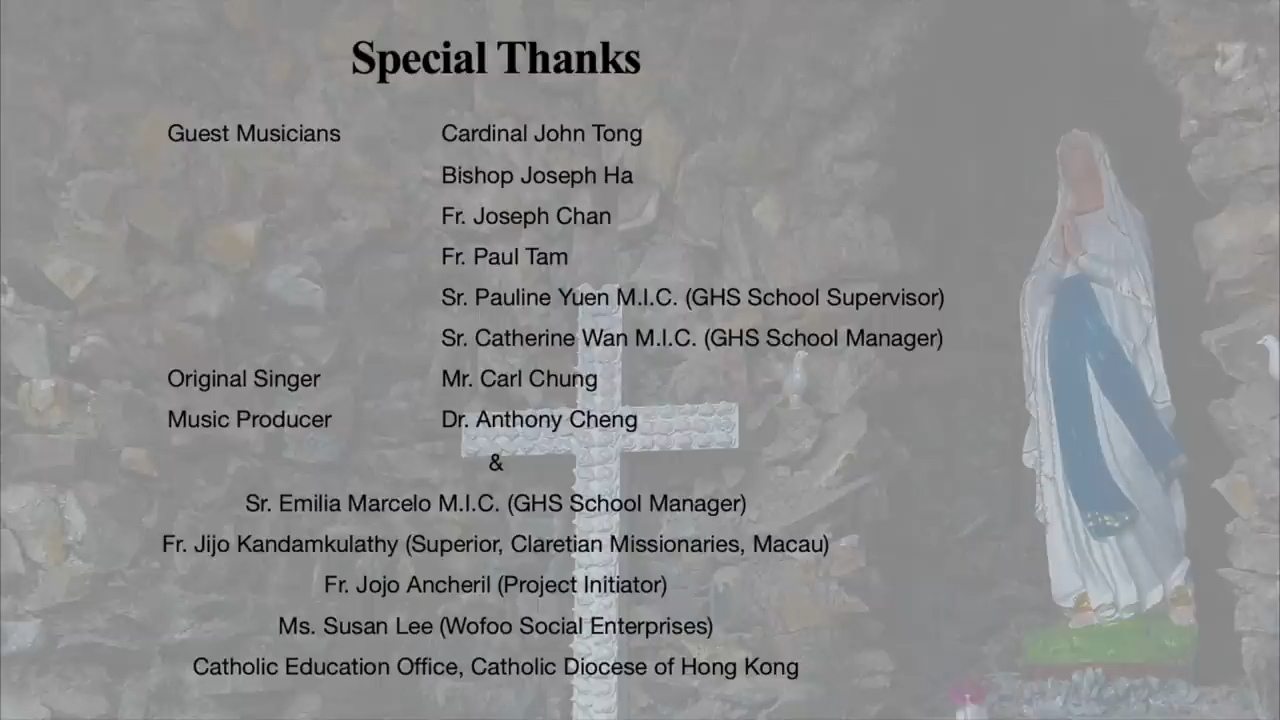 Special Thanks
Guest Musicians Cardinal John Tong
Bishop Joseph Ha
Fr. Joseph Chan
Fr. Paul Tam
Sr. Pauline Yuen M.I.C. (GHS School Supervisor)
Sr. Catherine Wan M.I.C. (GHS School Manager)
Original Singer Mr. Carl Chung
Music Producer Dr. Anthony Cheng
&
Sr. Emilia Marcelo M.I.C. (GHS School Manager)
Fr. Jijo Kandamkulathy (Superior, Claretian Missionaries, Macau)
Fr. Jojo Ancheril (Project Initiator)
Ms. Susan Lee (Wofoo Social Enterprises)
Catholic Education Office, Catholic Diocese of Hong Kong